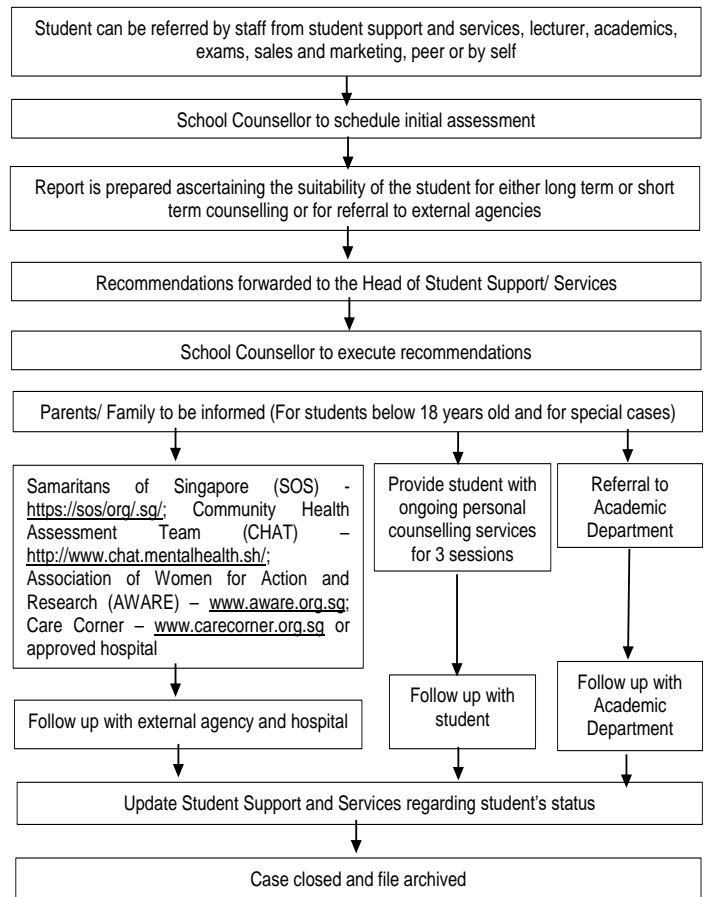 Student can be referred by staff from student support and services, lecturer, academics,
exams, sales and marketing, peer or by self
School Counsellor to schedule initial assessment
Report is prepared ascertaining the suitability of the student for either long term or short
term counselling or for referral to external agencies
Recommendations forwarded to the Head of Student Support/ Services
School Counsellor to execute recommendations
Parents/ Family to be informed (For students below 18 years old and for special cases)
Samaritans of Singapore (SOS) -
https://sos/org/.sg/; Community Health
Assessment Team (CHAT) –
http://www.chat.mentalhealth.sh/;
Association of Women for Action and
Research (AWARE) – www.aware.org.sg;
Care Corner – www.carecorner.org.sg or
approved hospital
Provide student with
ongoing personal
counselling services
for 3 sessions
Referral to
Academic
Department
Follow up with external agency and hospital
Follow up with
student
Follow up with
Academic
Department
Update Student Support and Services regarding student’s status
Case closed and file archived